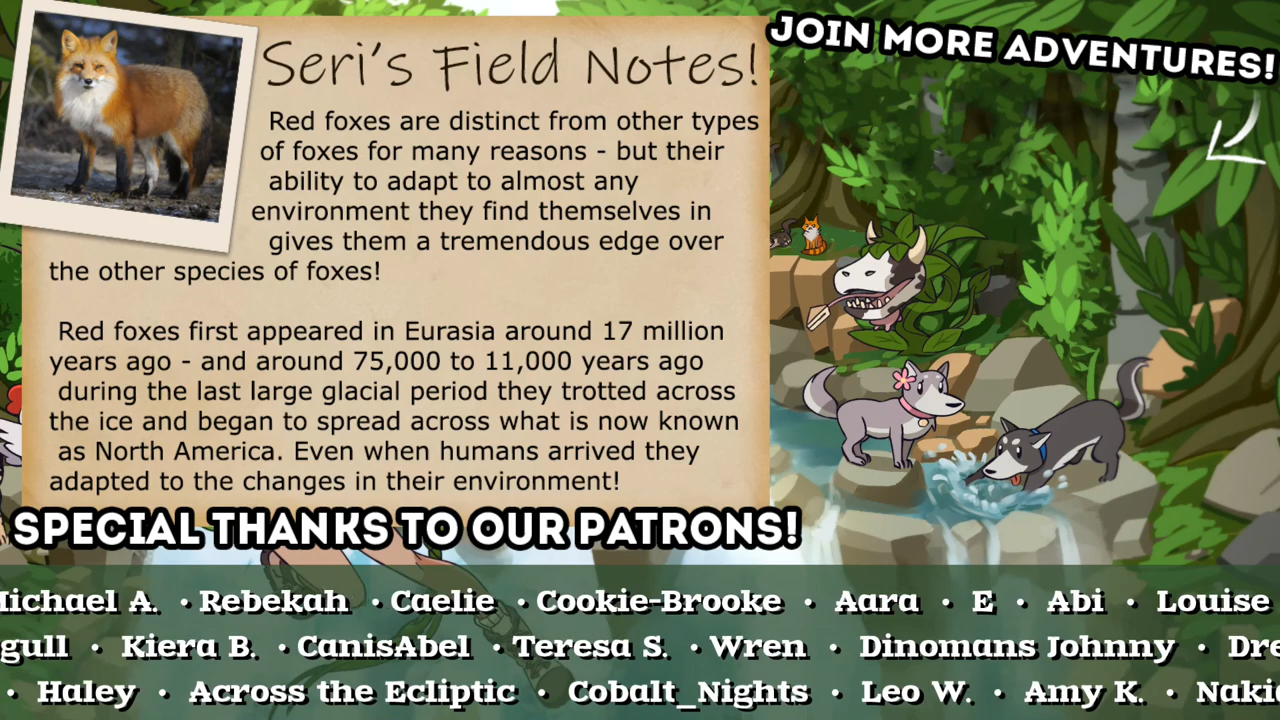 Seri's Field Notes!
JOIN MORE ADVENTURES!
Red foxes are distinct from other types
of foxes for many reasons - but their
ability to adapt to almost any
environment they find themselves in
gives them a tremendous edge over
the other species of foxes!
Red foxes first appeared in Eurasia around 17 million
years ago - and around 75,000 to 11,000 years ago
during the last large glacial period they trotted across
the ice and began to spread across what is now known
as North America. Even when humans arrived they
adapted to the changes in their environment!
SPECIAL THANKS TO OUR PATRONS!
Michael A. • Rebekah • Caelie • Cookie-Brooke • Aara • E • Abi • Louise
gull • Kiera B. • CanisAbel • Teresa S. • Wren • Dinomans Johnny • Dre
• Haley • Across the Ecliptic • Cobalt_Nights • Leo W. • Amy K. • Nakia